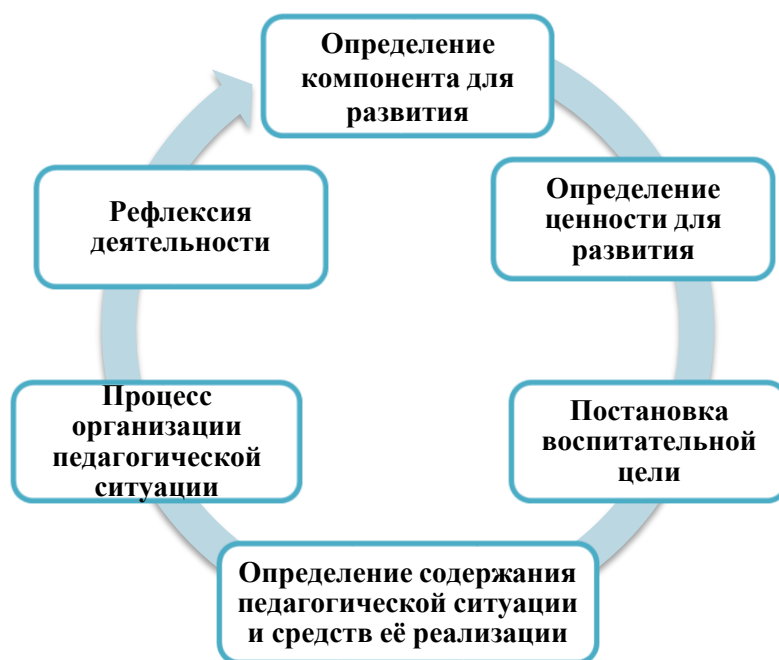 Определение
компонента для
развития
Определение
ценности для
развития
Постановка
воспитательной
цели
Определение содержания
педагогической ситуации
и средств её реализации
Процесс
организации
педагогической
ситуации
Рефлексия
деятельности